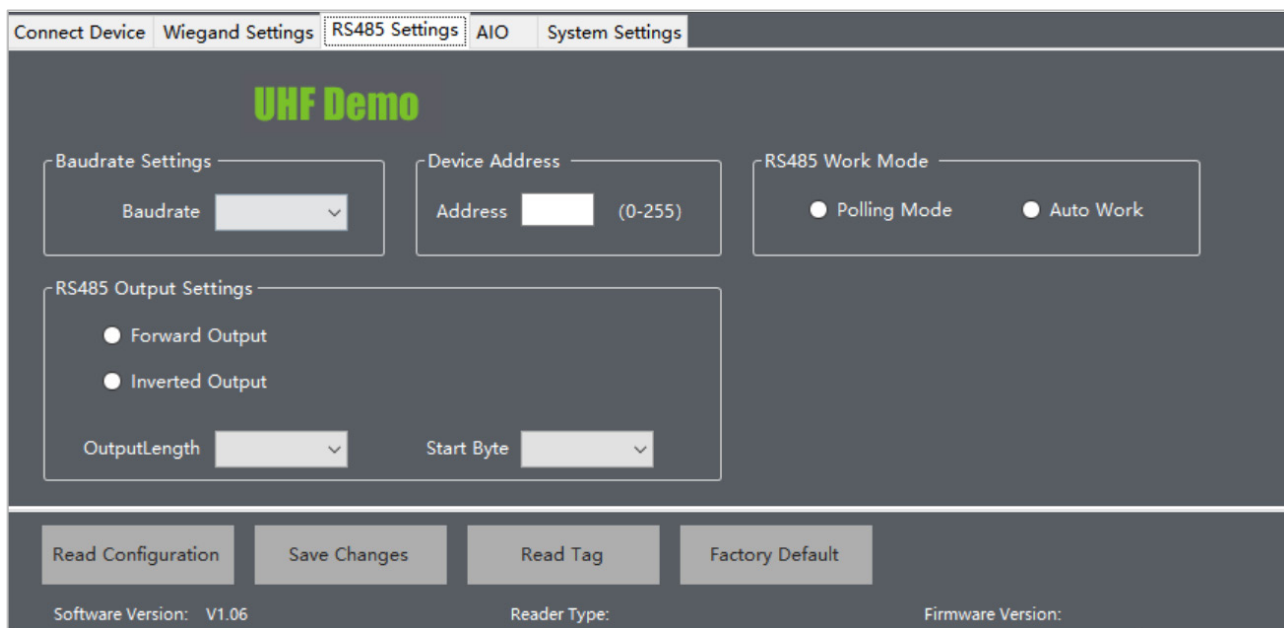 Connect Device Wiegand Settings RS485 Settings AIO System Settings
UHF Demo
Baudrate Settings Device Address RS485 Work Mode
Baudrate Address (0-255) Polling Mode Auto Work
RS485 Output Settings
Forward Output
Inverted Output
OutputLength Start Byte
Read Configuration Save Changes Read Tag Factory Default
Software Version: V1.06 Reader Type: Firmware Version: